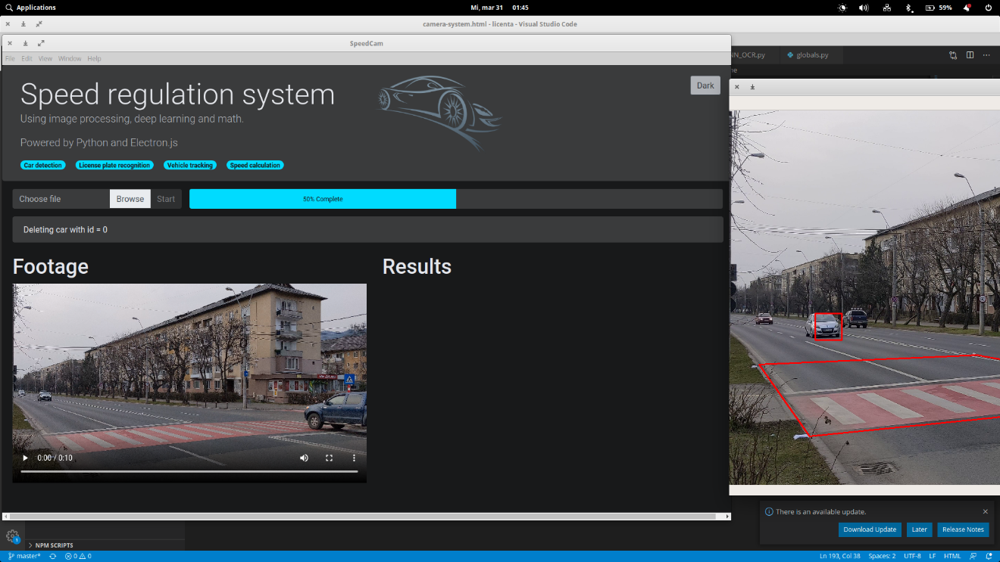 Applications
Mi, mar 31 01:45
59%
camera-system.html - licenta - Visual Studio Code
SpeedCam
File Edit View Window Help
NN_OCR.py
globals.py
Speed regulation system
Dark
Using image processing, deep learning and math.
Powered by Python and Electron.js
Car detection License plate recognition Vehicle tracking Speed calculation
Choose file Browse Start 50% Complete
Deleting car with id = 0
Footage
Results
0:00 / 0:10
There is an available update.
Download Update Later Release Notes
1
NPM SCRIPTS
master* 0 0
Ln 193, Col 38 Spaces: 2 UTF-8 LF HTML